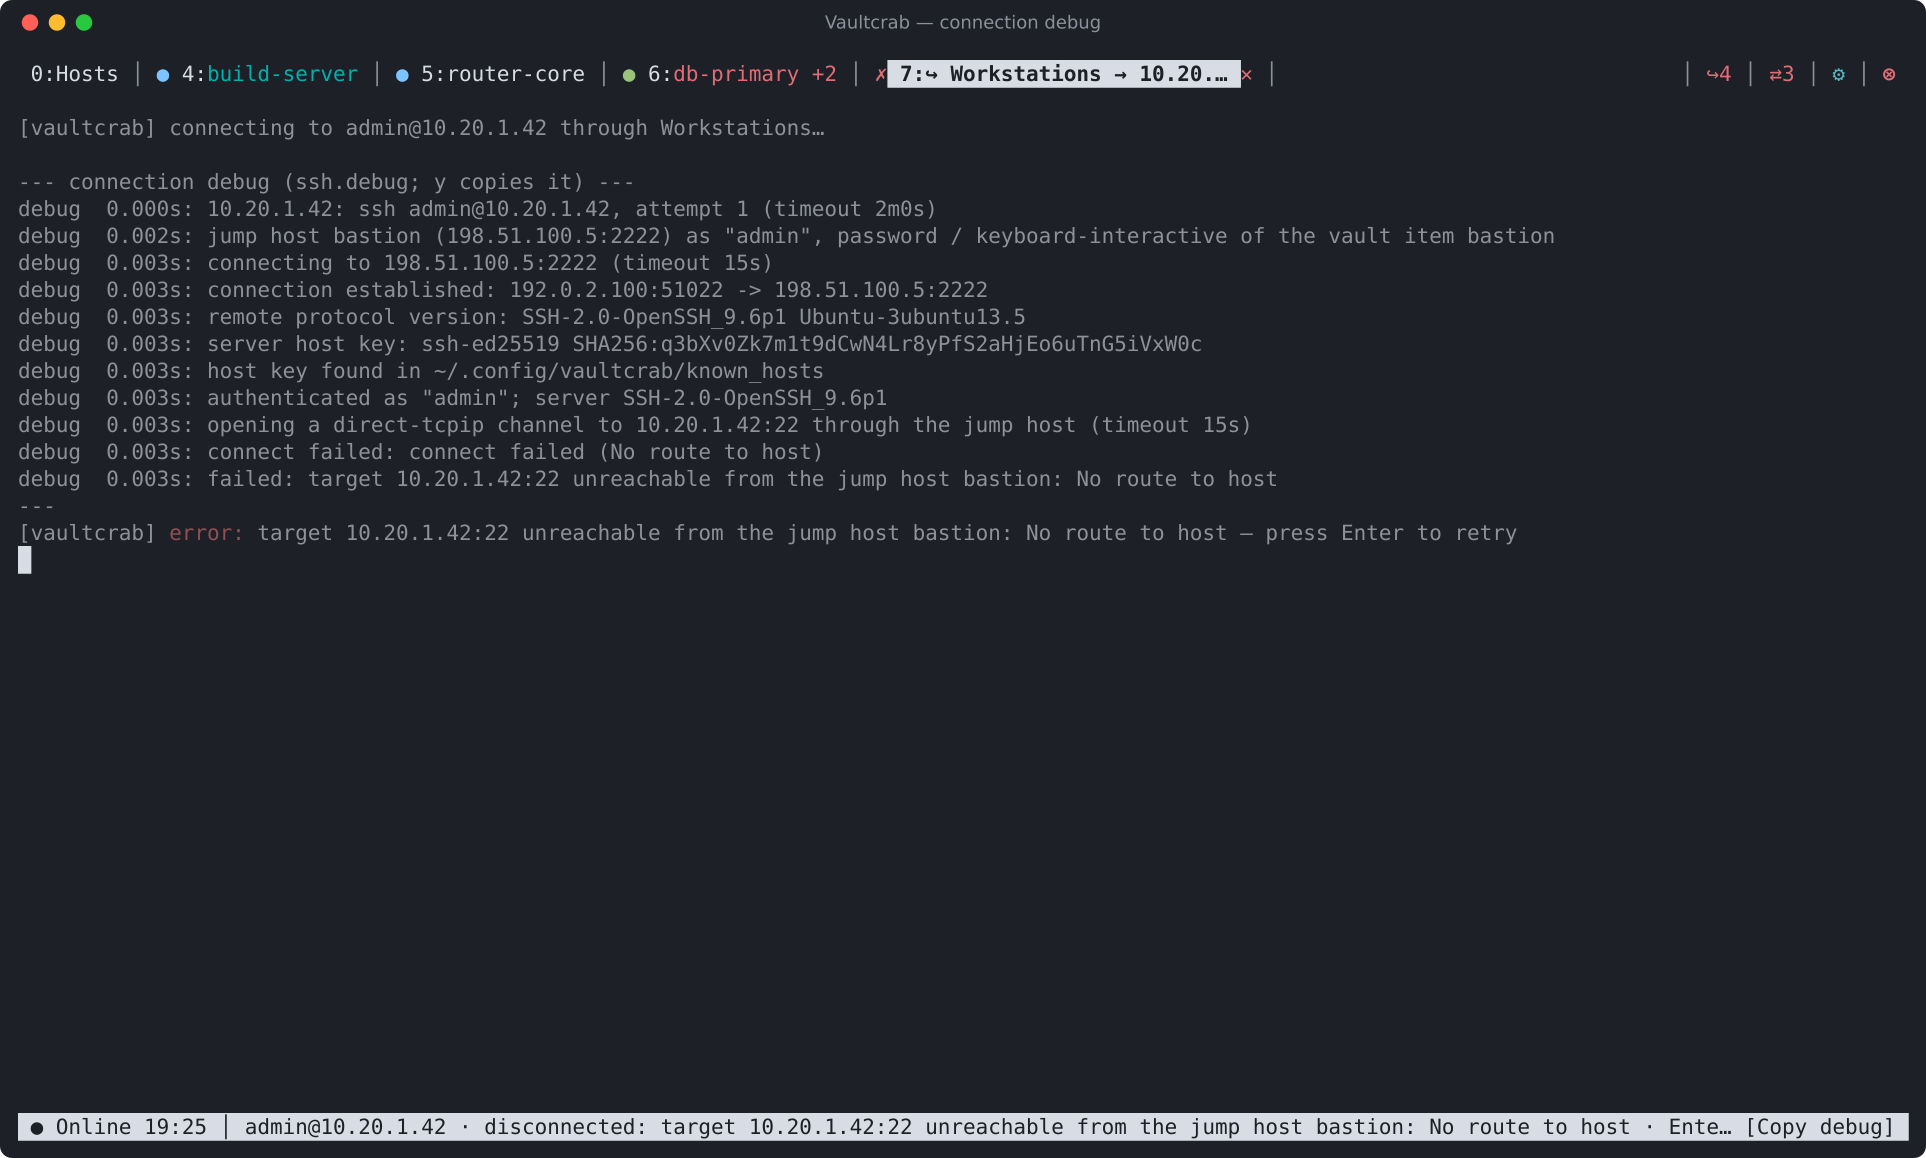 Vaultcrab — connection debug
0:Hosts │ ● 4:build-server │ ● 5:router-core │ ● 6:db-primary +2 │ ✗ 7:↪ Workstations → 10.20.… × │ │ ↪4 │ ⇄3 │ ⚙ │ ⊗
[vaultcrab] connecting to admin@10.20.1.42 through Workstations…
--- connection debug (ssh.debug; y copies it) ---
debug  0.000s: 10.20.1.42: ssh admin@10.20.1.42, attempt 1 (timeout 2m0s)
debug  0.002s: jump host bastion (198.51.100.5:2222) as "admin", password / keyboard-interactive of the vault item bastion
debug  0.003s: connecting to 198.51.100.5:2222 (timeout 15s)
debug  0.003s: connection established: 192.0.2.100:51022 -> 198.51.100.5:2222
debug  0.003s: remote protocol version: SSH-2.0-OpenSSH_9.6p1 Ubuntu-3ubuntu13.5
debug  0.003s: server host key: ssh-ed25519 SHA256:q3bXv0Zk7m1t9dCwN4Lr8yPfS2aHjEo6uTnG5iVxW0c
debug  0.003s: host key found in ~/.config/vaultcrab/known_hosts
debug  0.003s: authenticated as "admin"; server SSH-2.0-OpenSSH_9.6p1
debug  0.003s: opening a direct-tcpip channel to 10.20.1.42:22 through the jump host (timeout 15s)
debug  0.003s: connect failed: connect failed (No route to host)
debug  0.003s: failed: target 10.20.1.42:22 unreachable from the jump host bastion: No route to host
---
[vaultcrab] error: target 10.20.1.42:22 unreachable from the jump host bastion: No route to host — press Enter to retry
● Online 19:25 │ admin@10.20.1.42 · disconnected: target 10.20.1.42:22 unreachable from the jump host bastion: No route to host · Ente… [Copy debug]